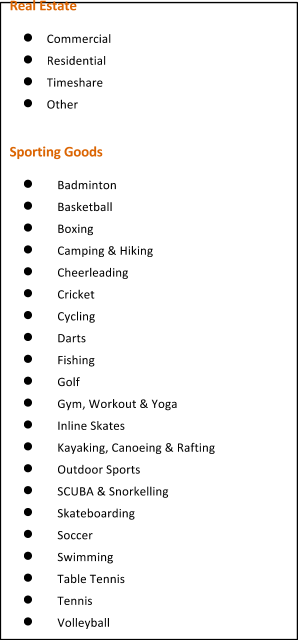 Real Estate
● Commercial
● Residential
● Timeshare
● Other
Sporting Goods
● Badminton
● Basketball
● Boxing
● Camping & Hiking
● Cheerleading
● Cricket
● Cycling
● Darts
● Fishing
● Golf
● Gym, Workout & Yoga
● Inline Skates
● Kayaking, Canoeing & Rafting
● Outdoor Sports
● SCUBA & Snorkelling
● Skateboarding
● Soccer
● Swimming
● Table Tennis
● Tennis
● Volleyball